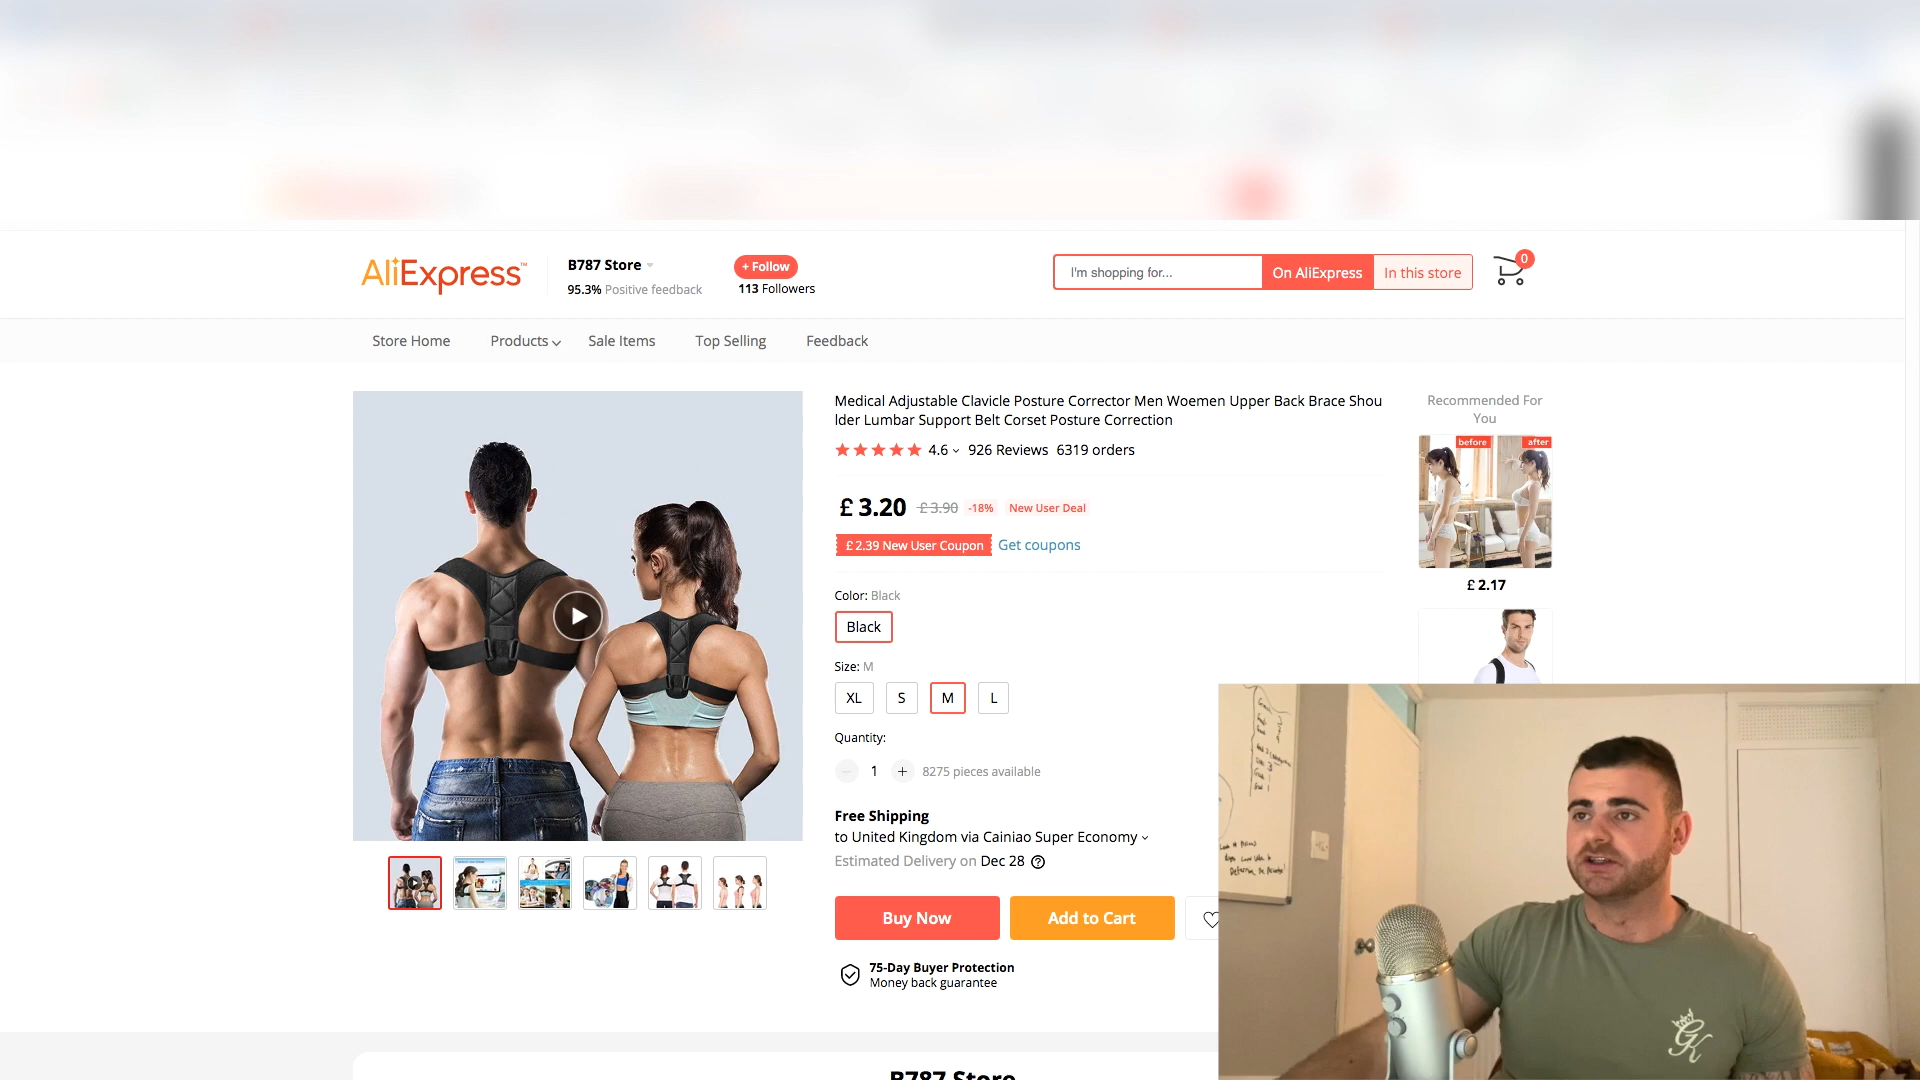 AliExpress™
B787 Store
95.3% Positive feedback
+ Follow
113 Followers
I'm shopping for...
On AliExpress
In this store
0
Store Home
Products
Sale Items
Top Selling
Feedback
Medical Adjustable Clavicle Posture Corrector Men Woemen Upper Back Brace Shou
lder Lumbar Support Belt Corset Posture Correction
4.6
926 Reviews
6319 orders
£ 3.20
£ 3.90
-18%
New User Deal
£ 2.39 New User Coupon
Get coupons
Color: Black
Black
Size: M
XL
S
M
L
Quantity:
1
8275 pieces available
Free Shipping
to United Kingdom via Cainiao Super Economy
Estimated Delivery on Dec 28
Buy Now
Add to Cart
75-Day Buyer Protection
Money back guarantee
Recommended For
You
before
after
£ 2.17
B787 Store
GK